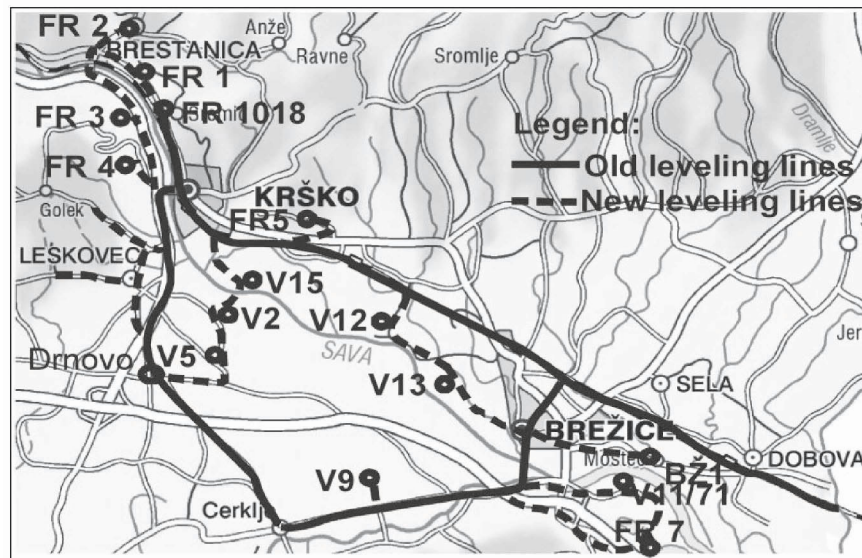 FR 2
Anže
BRESTANICA
Ravne
Sromlje
FR 1
FR 3
FR 1018
Dramlje
Legend:
FR 4
Old leveling lines
KRŠKO
New leveling lines
Golek
FR5
LESKOVEC
V15
V2
V12
SAVA
Jer
Drnovo
V5
V13
SELA
BREŽICE
Mostec
BŽ1
DOBOVA
V9
V11/71
Cerklje
FR 7